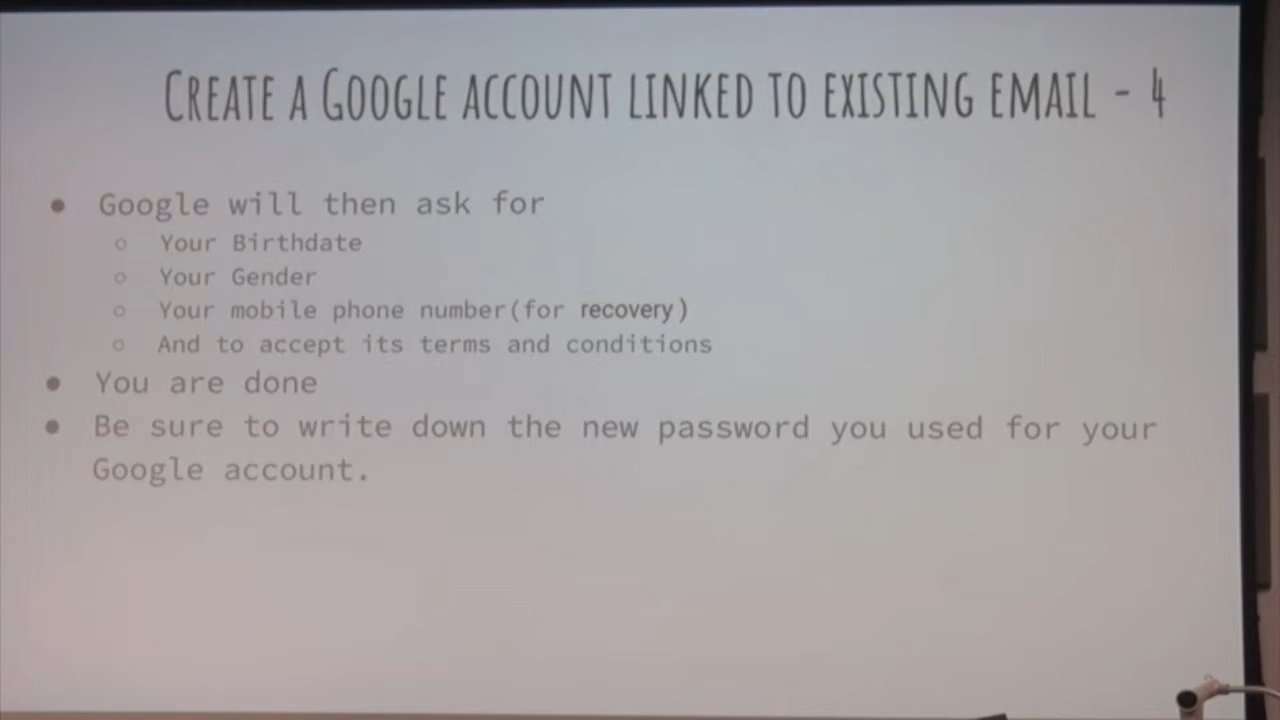 CREATE A GOOGLE ACCOUNT LINKED TO EXISTING EMAIL - 4
● Google will then ask for
○ Your Birthdate
○ Your Gender
○ Your mobile phone number(for recovery)
○ And to accept its terms and conditions
● You are done
● Be sure to write down the new password you used for your
Google account.